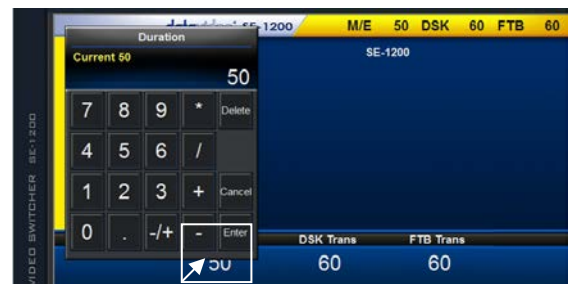 SE-1200 M/E 50 DSK 60 FTB 60
Duration
Current 50
50
SE-1200
7 8 9 * Delete
4 5 6 /
1 2 3 + Cancel
0 . -/+ - Enter
DSK Trans FTB Trans
50 60 60
VIDEO SWITCHER SE-1200